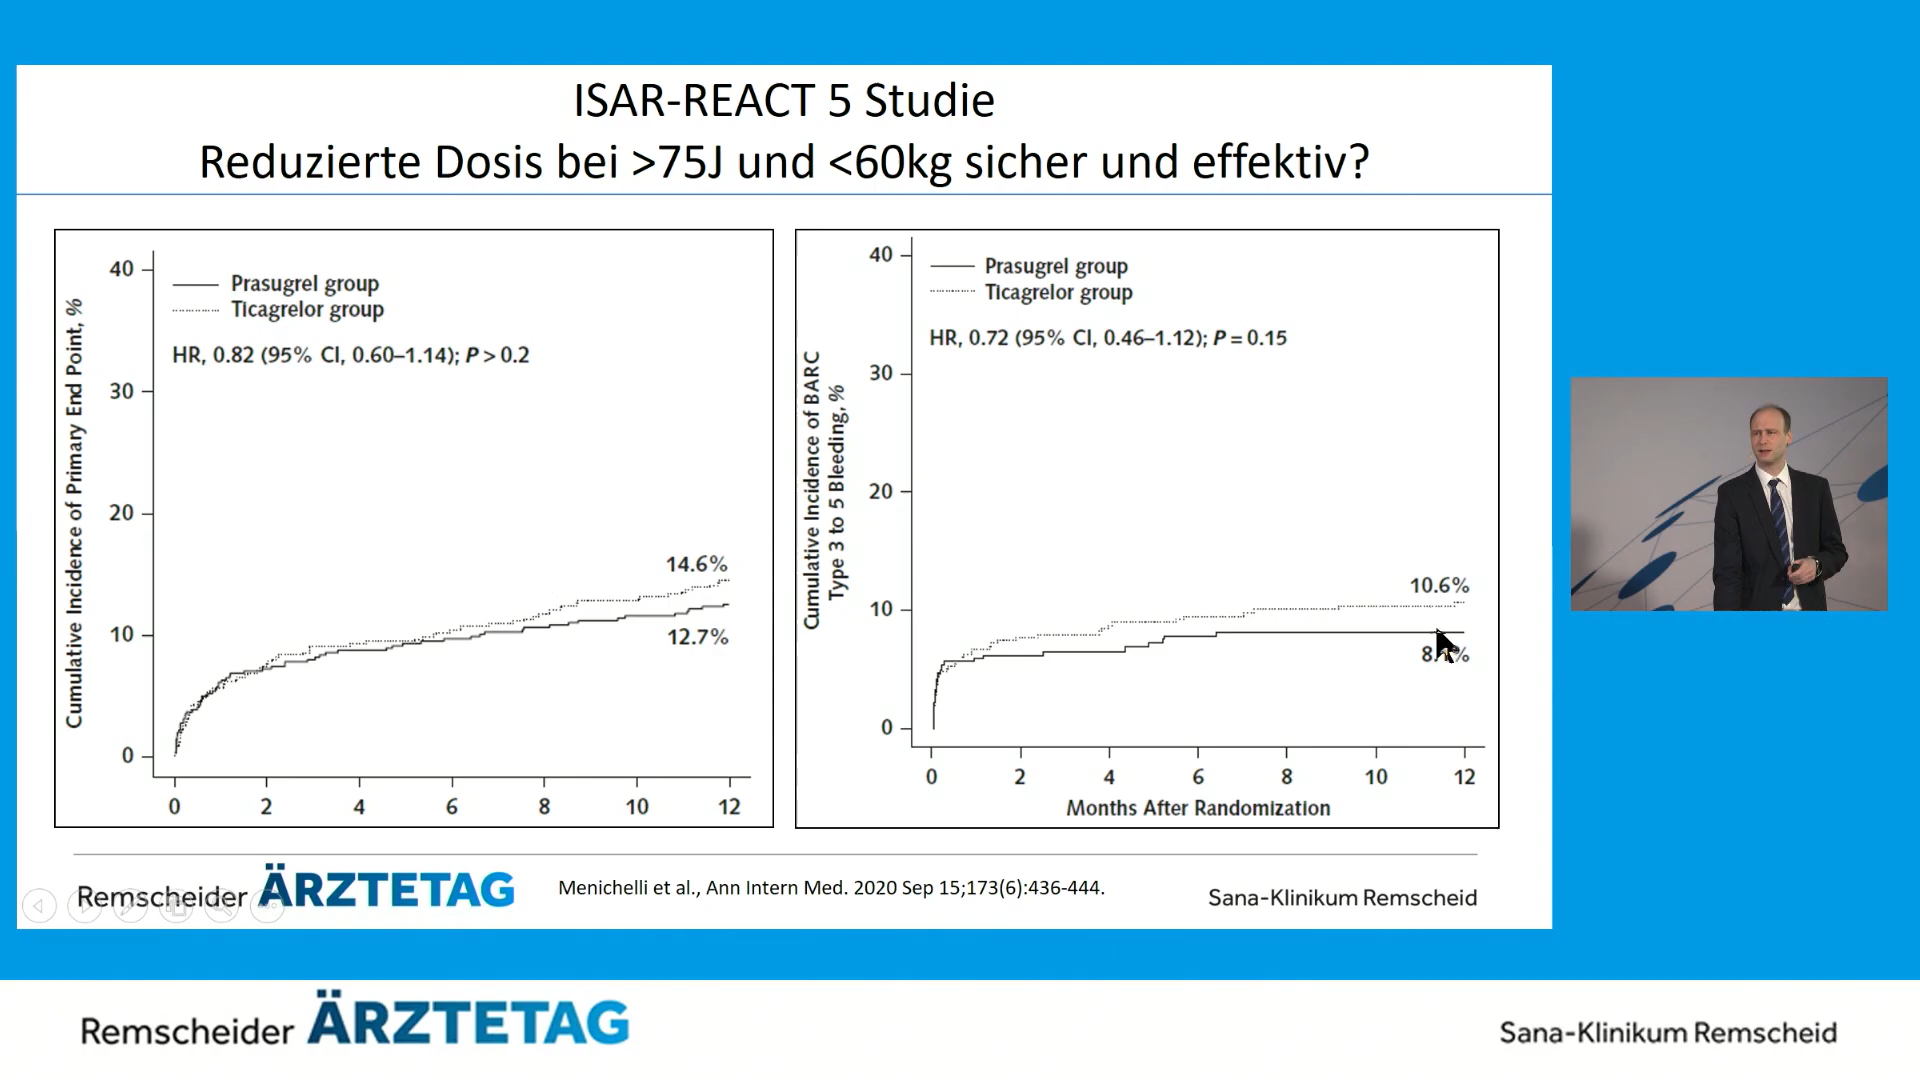 ISAR-REACT 5 Studie
Reduzierte Dosis bei >75J und <60kg sicher und effektiv?
Cumulative Incidence of Primary End Point, %
40
30
20
10
0
Prasugrel group
Ticagrelor group
HR, 0.82 (95% CI, 0.60–1.14); P > 0.2
14.6%
12.7%
0 2 4 6 8 10 12
Cumulative Incidence of BARC
Type 3 to 5 Bleeding, %
40
30
20
10
0
Prasugrel group
Ticagrelor group
HR, 0.72 (95% CI, 0.46–1.12); P = 0.15
10.6%
0 2 4 6 8 10 12
Months After Randomization
Remscheider ÄRZTETAG
Menichelli et al., Ann Intern Med. 2020 Sep 15;173(6):436-444.
Sana-Klinikum Remscheid
Remscheider ÄRZTETAG
Sana-Klinikum Remscheid